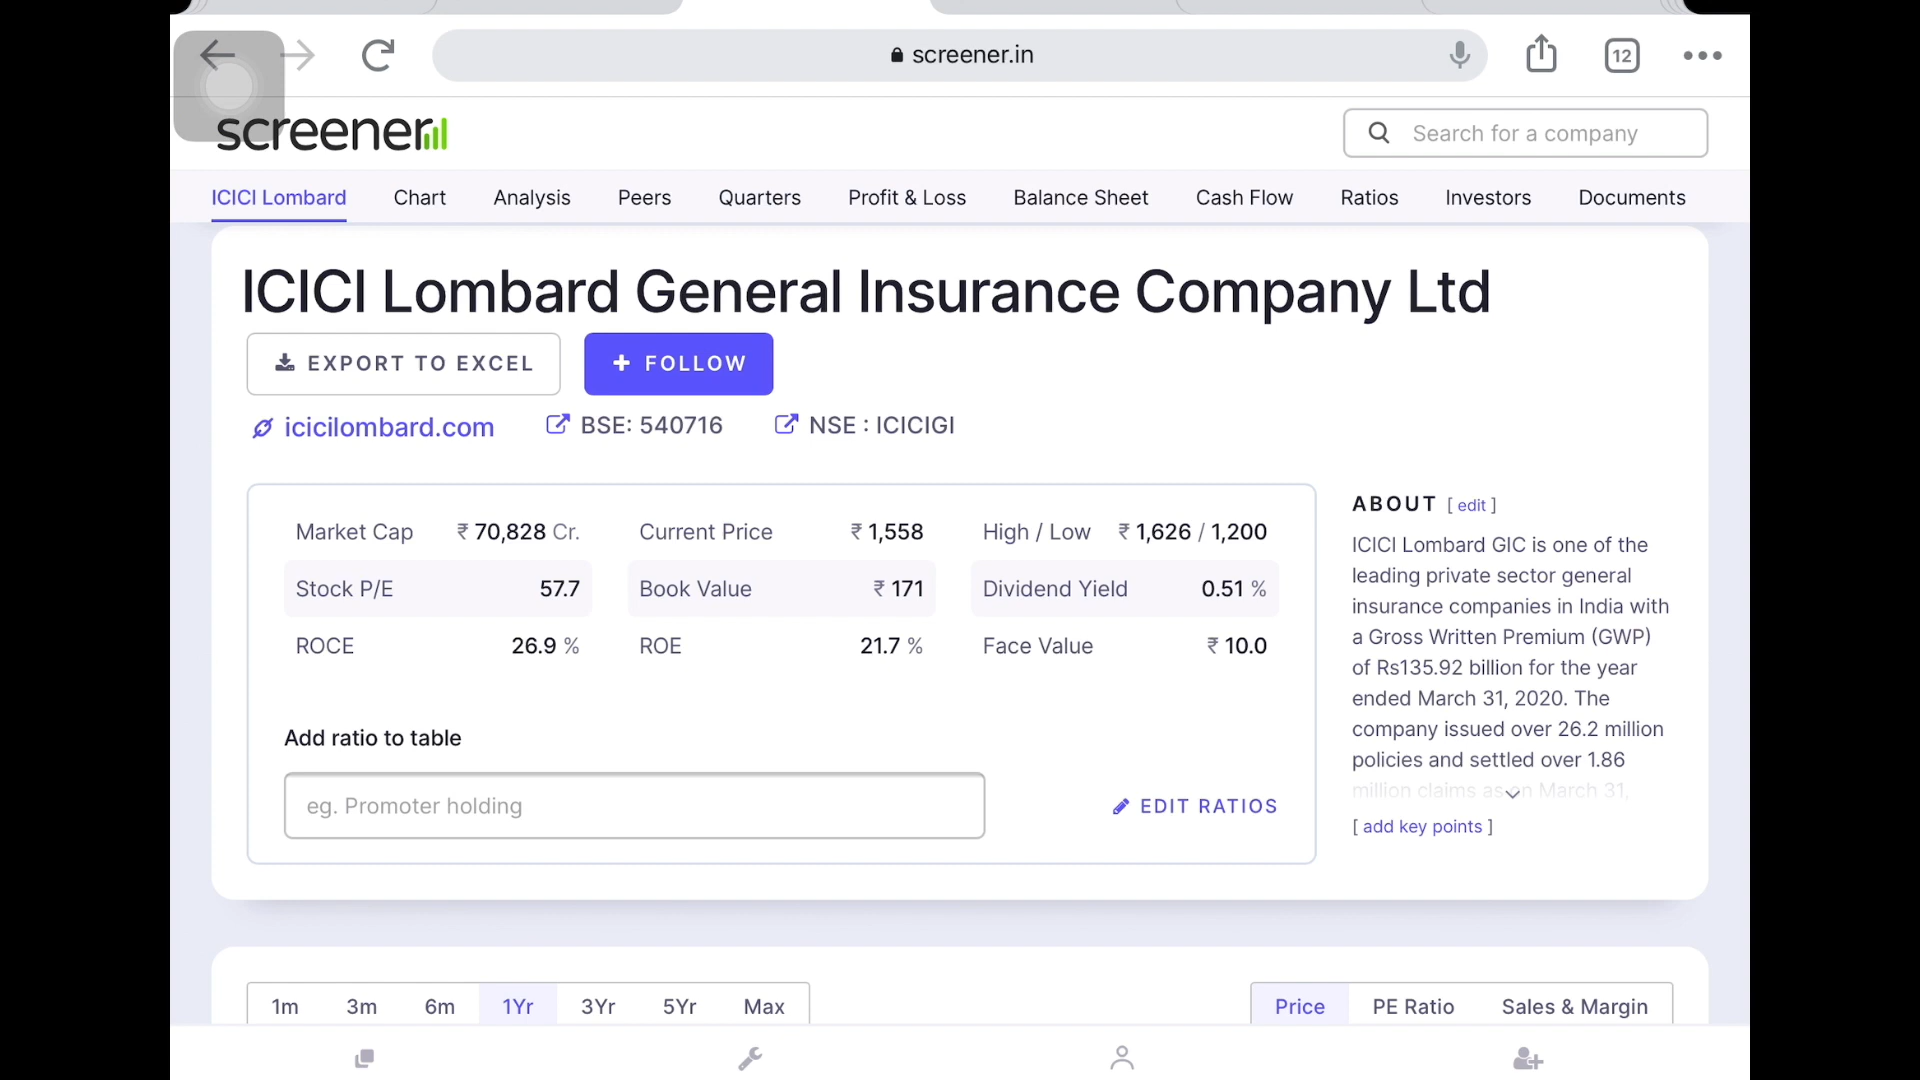 screener.in
12
screener
Search for a company
ICICI Lombard Chart Analysis Peers Quarters Profit & Loss Balance Sheet Cash Flow Ratios Investors Documents
ICICI Lombard General Insurance Company Ltd
EXPORT TO EXCEL + FOLLOW
icicilombard.com BSE: 540716 NSE : ICICIGI
Market Cap ₹ 70,828 Cr. Current Price ₹ 1,558 High / Low ₹ 1,626 / 1,200
Stock P/E 57.7 Book Value ₹ 171 Dividend Yield 0.51 %
ROCE 26.9 % ROE 21.7 % Face Value ₹ 10.0
Add ratio to table
eg. Promoter holding
EDIT RATIOS
ABOUT [ edit ]
ICICI Lombard GIC is one of the
leading private sector general
insurance companies in India with
a Gross Written Premium (GWP)
of Rs135.92 billion for the year
ended March 31, 2020. The
company issued over 26.2 million
policies and settled over 1.86
million claims as on March 31,
[ add key points ]
1m 3m 6m 1Yr 3Yr 5Yr Max
Price PE Ratio Sales & Margin